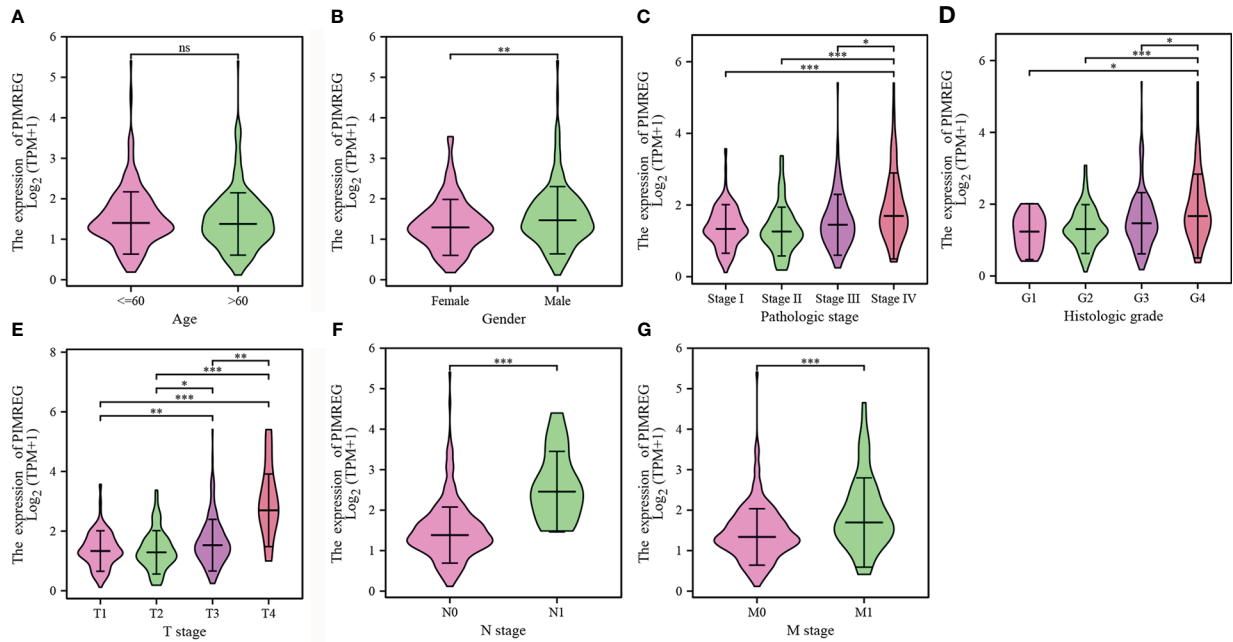 A
The expression of PIMREG
Log2 (TPM+1)
6
5
4
3
2
1
0
ns
<=60 >60
Age
B
The expression of PIMREG
Log2 (TPM+1)
6
5
4
3
2
1
0
**
Female Male
Gender
C
The expression of PIMREG
Log2 (TPM+1)
6
4
2
0
*
***
***
Stage I Stage II Stage III Stage IV
Pathologic stage
D
The expression of PIMREG
Log2 (TPM+1)
6
4
2
0
*
***
*
G1 G2 G3 G4
Histologic grade
E
The expression of PIMREG
Log2 (TPM+1)
8
6
4
2
0
**
***
*
***
**
T1 T2 T3 T4
T stage
F
The expression of PIMREG
Log2 (TPM+1)
6
5
4
3
2
1
0
***
N0 N1
N stage
G
The expression of PIMREG
Log2 (TPM+1)
6
5
4
3
2
1
0
***
M0 M1
M stage